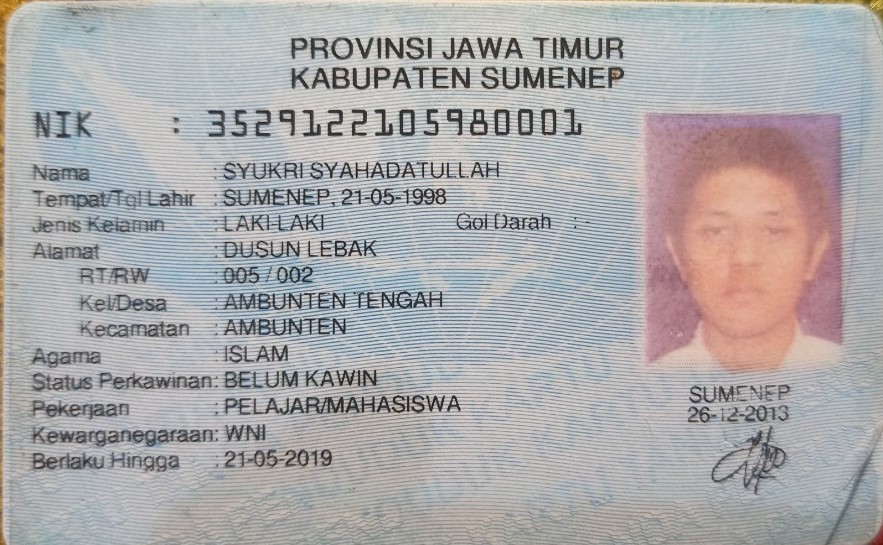 PROVINSI JAWA TIMUR
KABUPATEN SUMENEP
NIK : 3529122105980001
Nama : SYUKRI SYAHADATULLAH
Tempat/Tgl Lahir : SUMENEP, 21-05-1998
Jenis Kelamin : LAKI-LAKI Gol Darah : -
Alamat : DUSUN LEBAK
RT/RW : 005 / 002
Kel/Desa : AMBUNTEN TENGAH
Kecamatan : AMBUNTEN
Agama : ISLAM
Status Perkawinan: BELUM KAWIN
Pekerjaan : PELAJAR/MAHASISWA
Kewarganegaraan: WNI
Berlaku Hingga : 21-05-2019
SUMENEP
26-12-2013